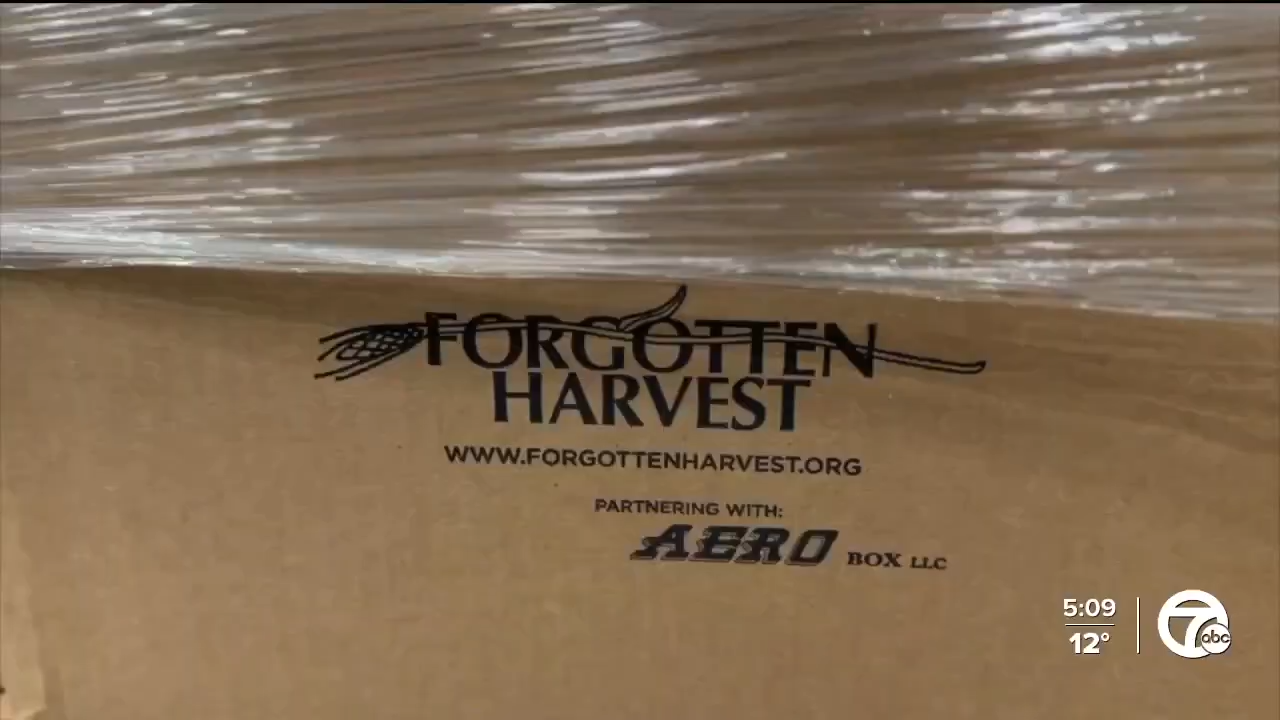 FORGOTTEN
HARVEST
WWW.FORGOTTENHARVEST.ORG
PARTNERING WITH:
AERO BOX LLC
5:09
12°
7 abc